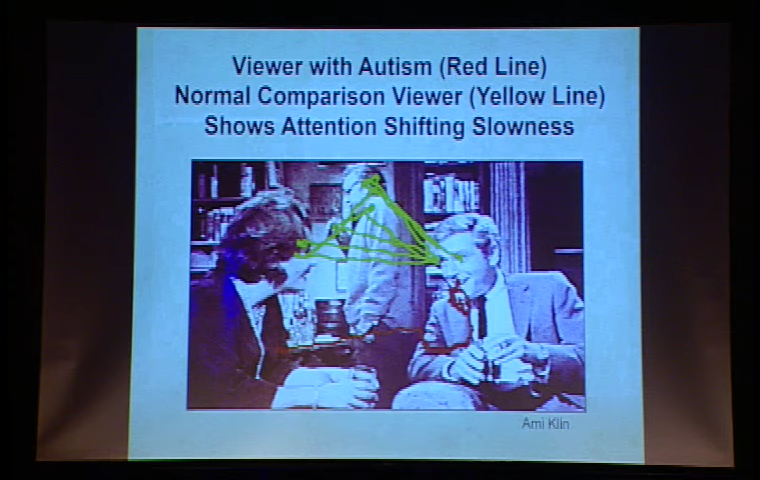 Viewer with Autism (Red Line)
Normal Comparison Viewer (Yellow Line)
Shows Attention Shifting Slowness
Ami Klin